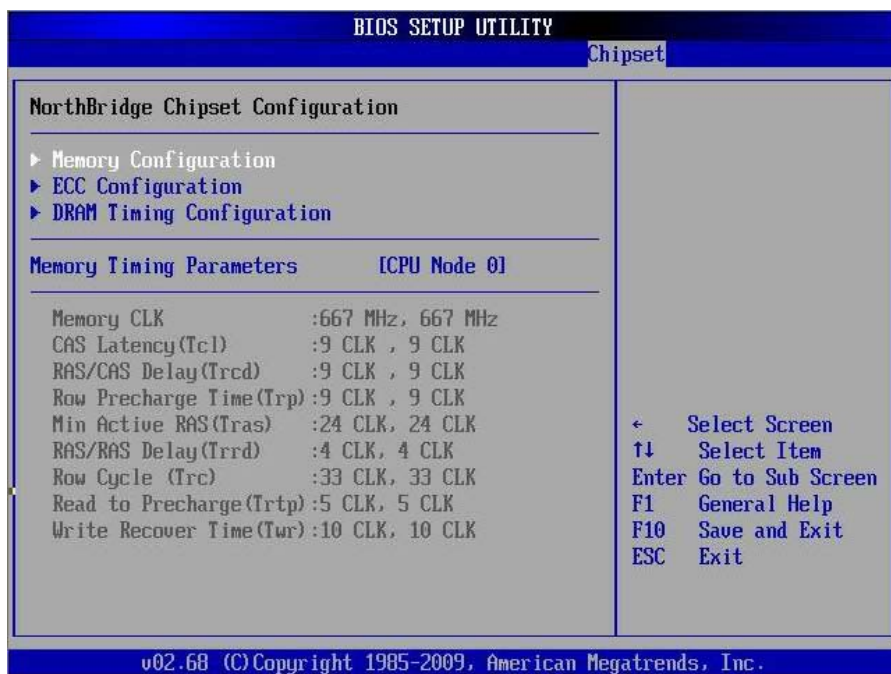 BIOS SETUP UTILITY
Chipset
NorthBridge Chipset Configuration
Memory Configuration
ECC Configuration
DRAM Timing Configuration
Memory Timing Parameters [CPU Node 0]
Memory CLK :667 MHz, 667 MHz
CAS Latency(Tcl) :9 CLK , 9 CLK
RAS/CAS Delay(Trcd) :9 CLK , 9 CLK
Row Precharge Time(Trp):9 CLK , 9 CLK
Min Active RAS(Tras) :24 CLK, 24 CLK
RAS/RAS Delay(Trrd) :4 CLK, 4 CLK
Row Cycle (Trc) :33 CLK, 33 CLK
Read to Precharge(Trtp):5 CLK, 5 CLK
Write Recover Time(Twr):10 CLK, 10 CLK
← Select Screen
↑↓ Select Item
Enter Go to Sub Screen
F1 General Help
F10 Save and Exit
ESC Exit
v02.68 (C)Copyright 1985-2009, American Megatrends, Inc.